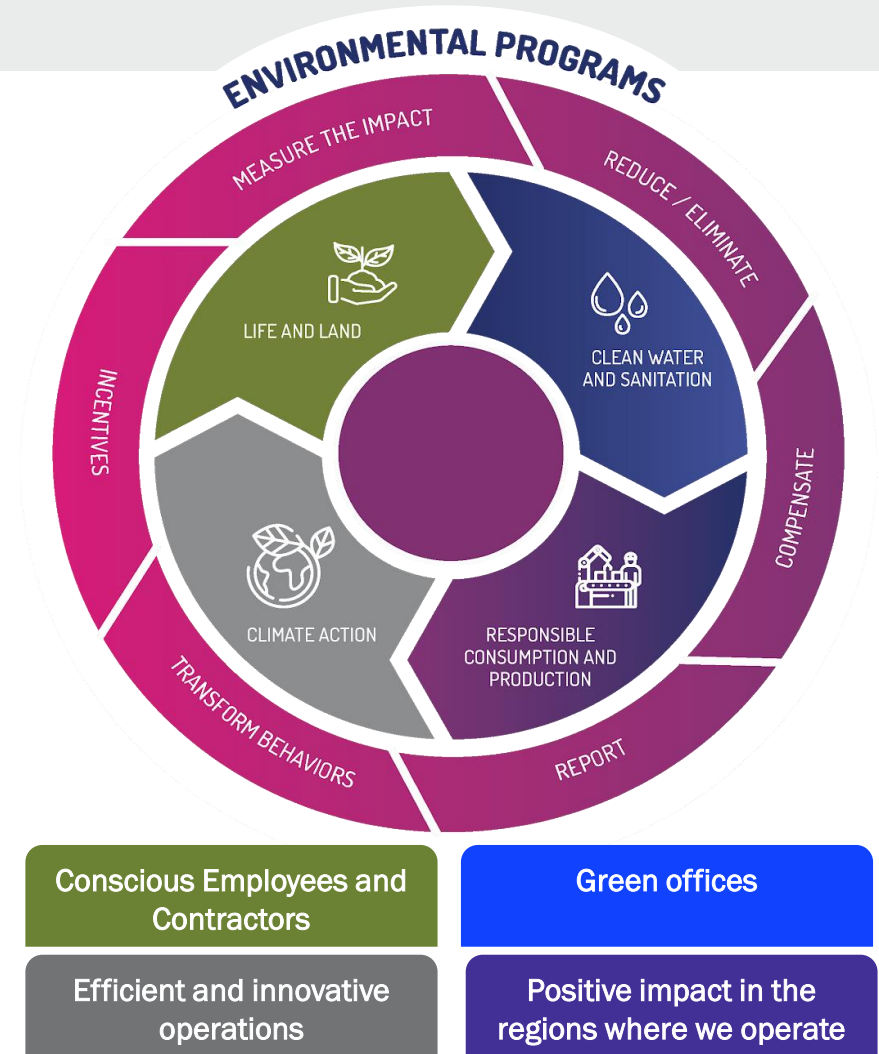 ENVIRONMENTAL PROGRAMS
MEASURE THE IMPACT
REDUCE / ELIMINATE
COMPENSATE
REPORT
TRANSFORM BEHAVIORS
INCENTIVES
LIFE AND LAND
CLEAN WATER
AND SANITATION
RESPONSIBLE
CONSUMPTION AND
PRODUCTION
CLIMATE ACTION
Conscious Employees and
Contractors
Green offices
Efficient and innovative
operations
Positive impact in the
regions where we operate